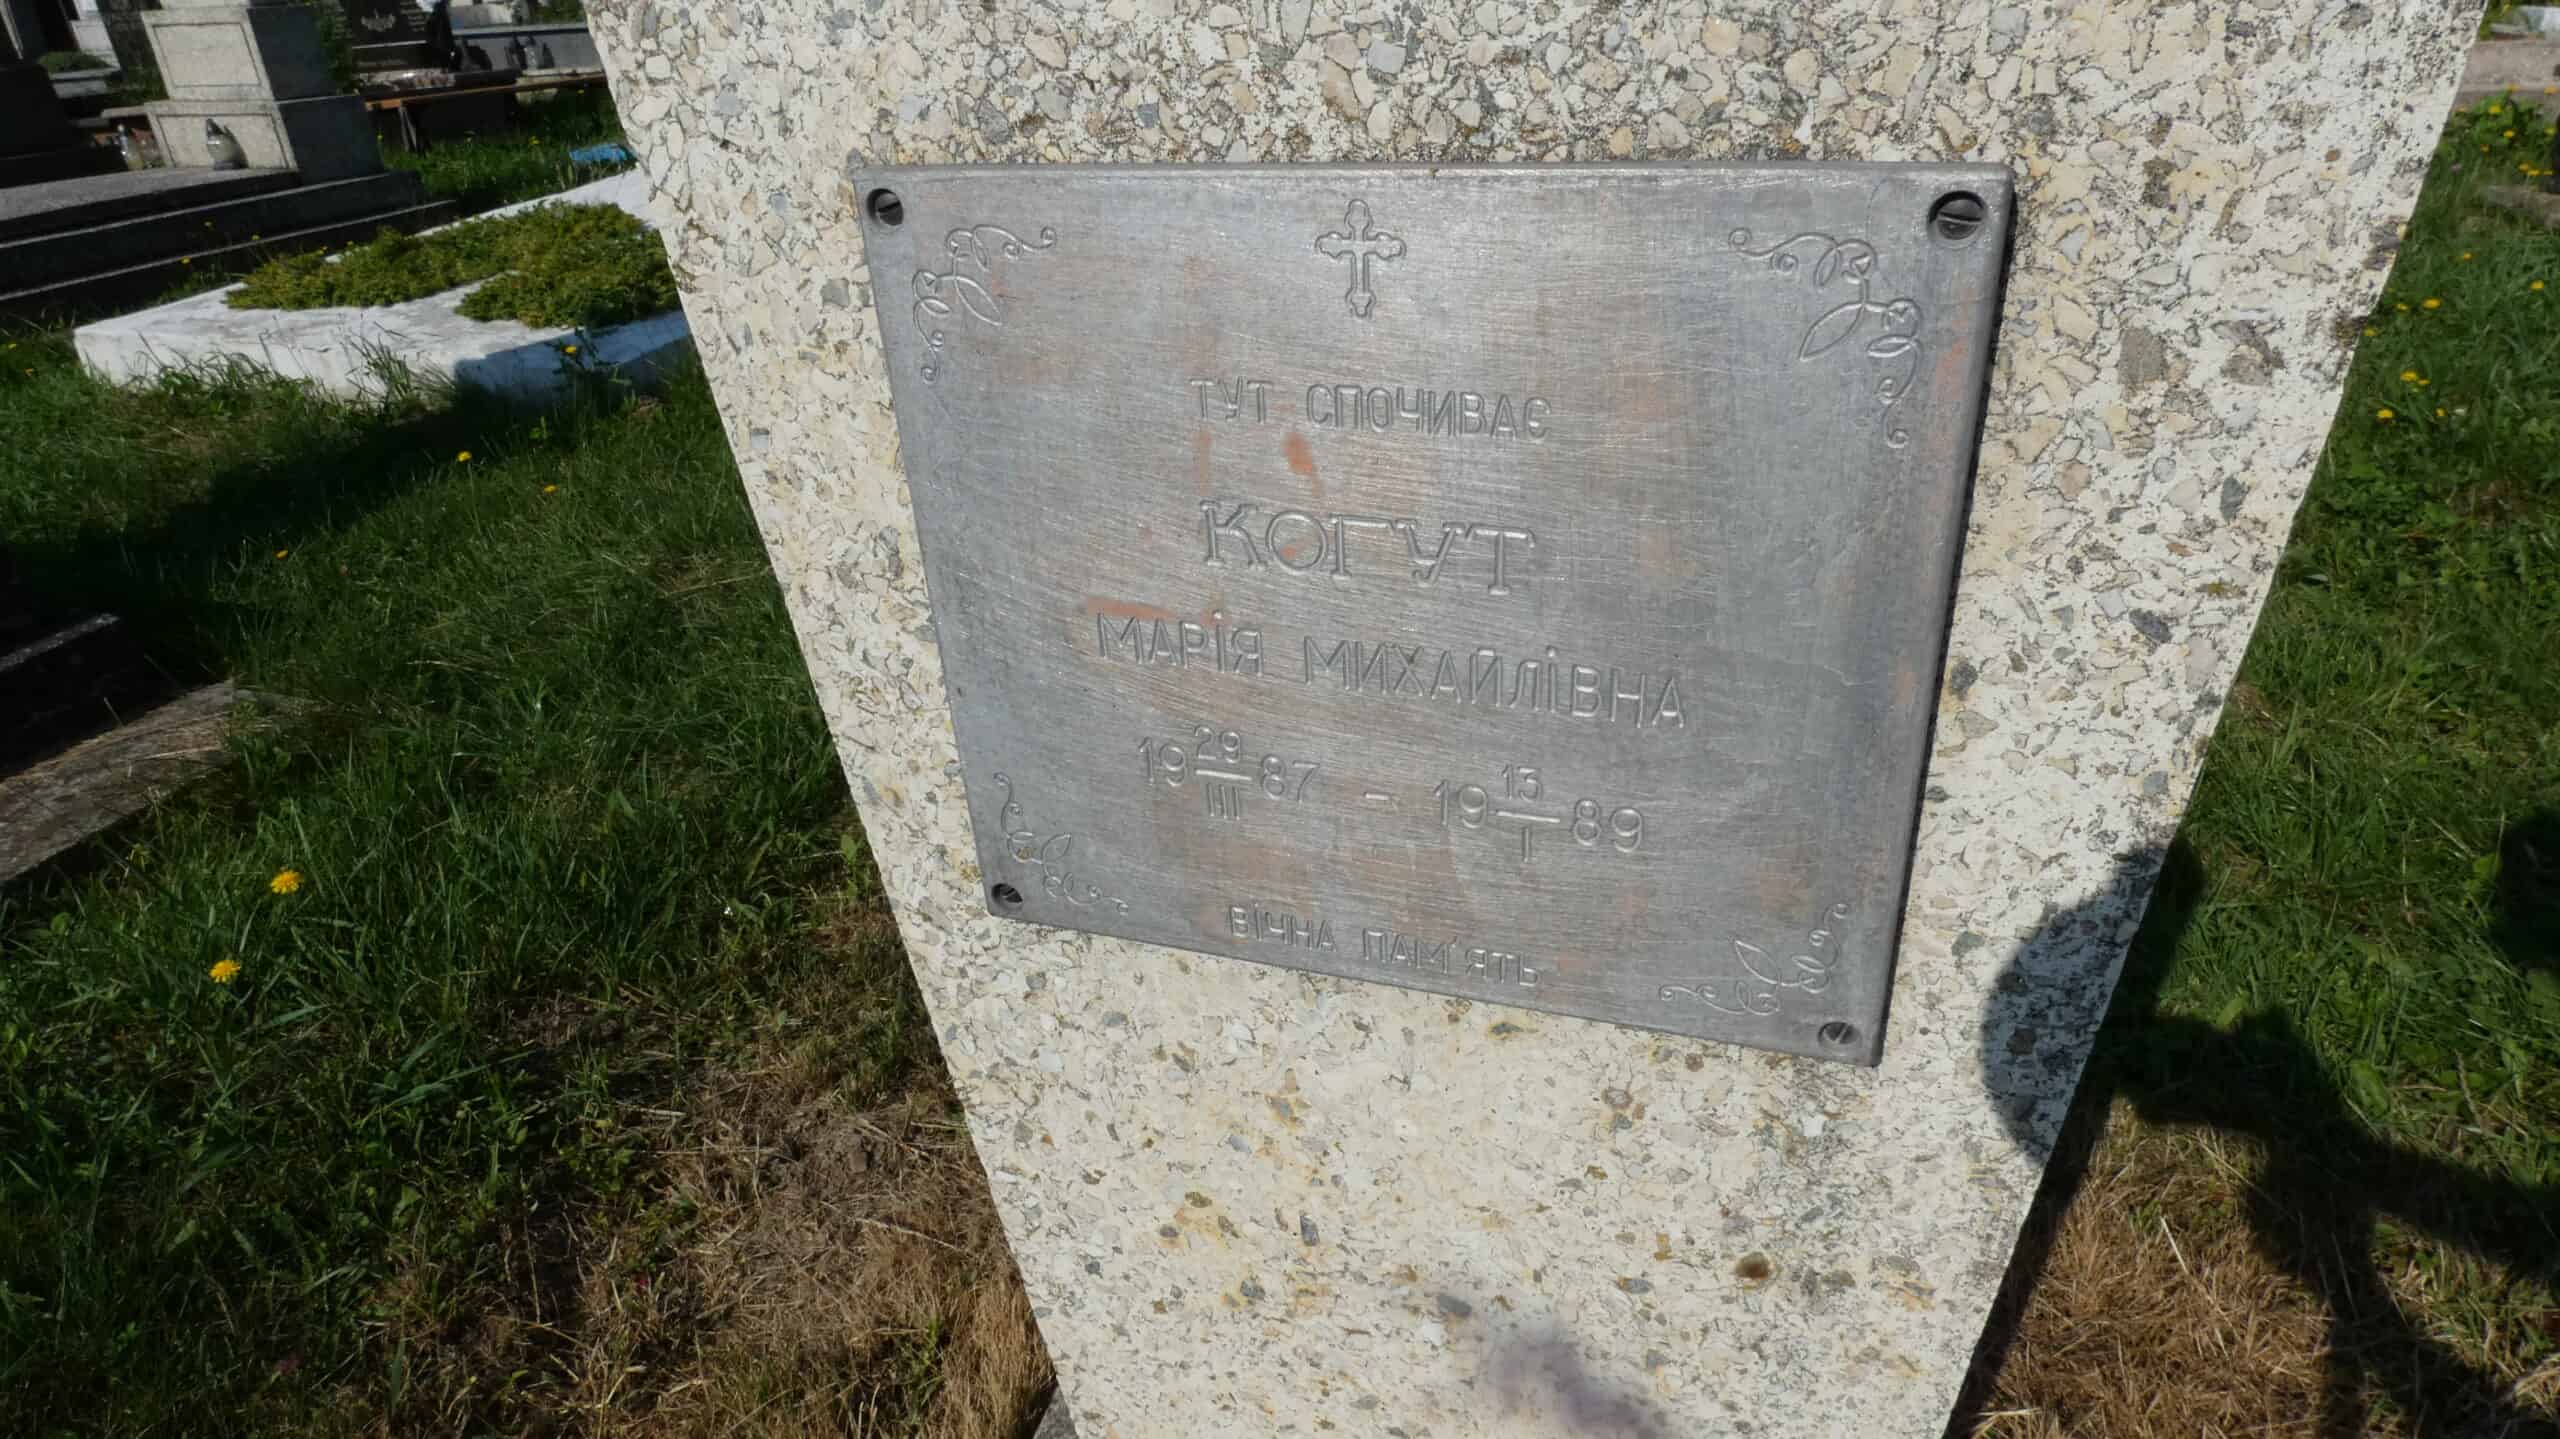 ТУТ СПОЧИВАЄ
КОГУТ
МАРІЯ МИХАЙЛІВНА
19 29/III 87 - 19 13/I 89
ВІЧНА ПАМ'ЯТЬ